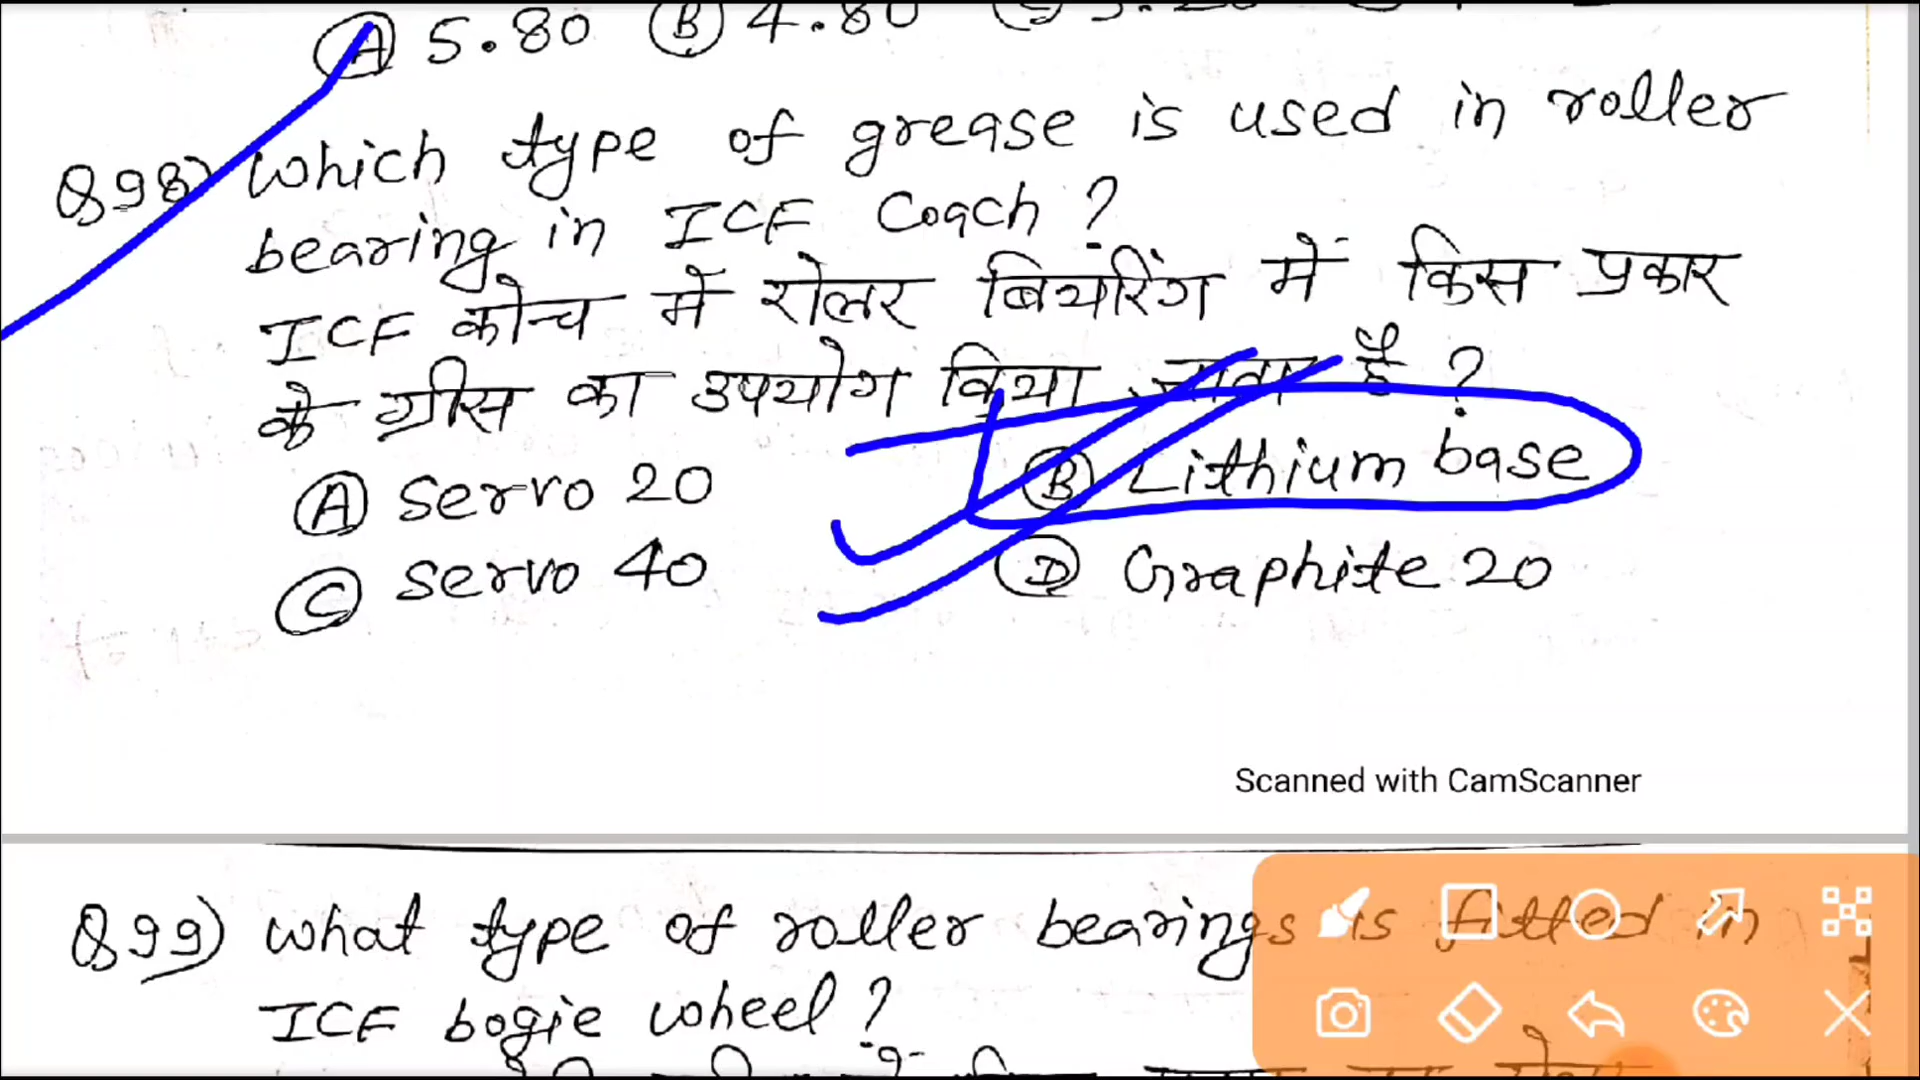 (A) 5.80 (B) 4.80
Q98) Which type of grease is used in roller
bearing in ICF Coach ?
ICF कोच में रोलर बियरिंग में किस प्रकार
के ग्रीस का उपयोग किया जाता है ?
(A) Servo 20 (B) Lithium base
(C) Servo 40 (D) Graphite 20
Scanned with CamScanner
Q99) What type of roller bearings is fitted in
ICF bogie wheel ?